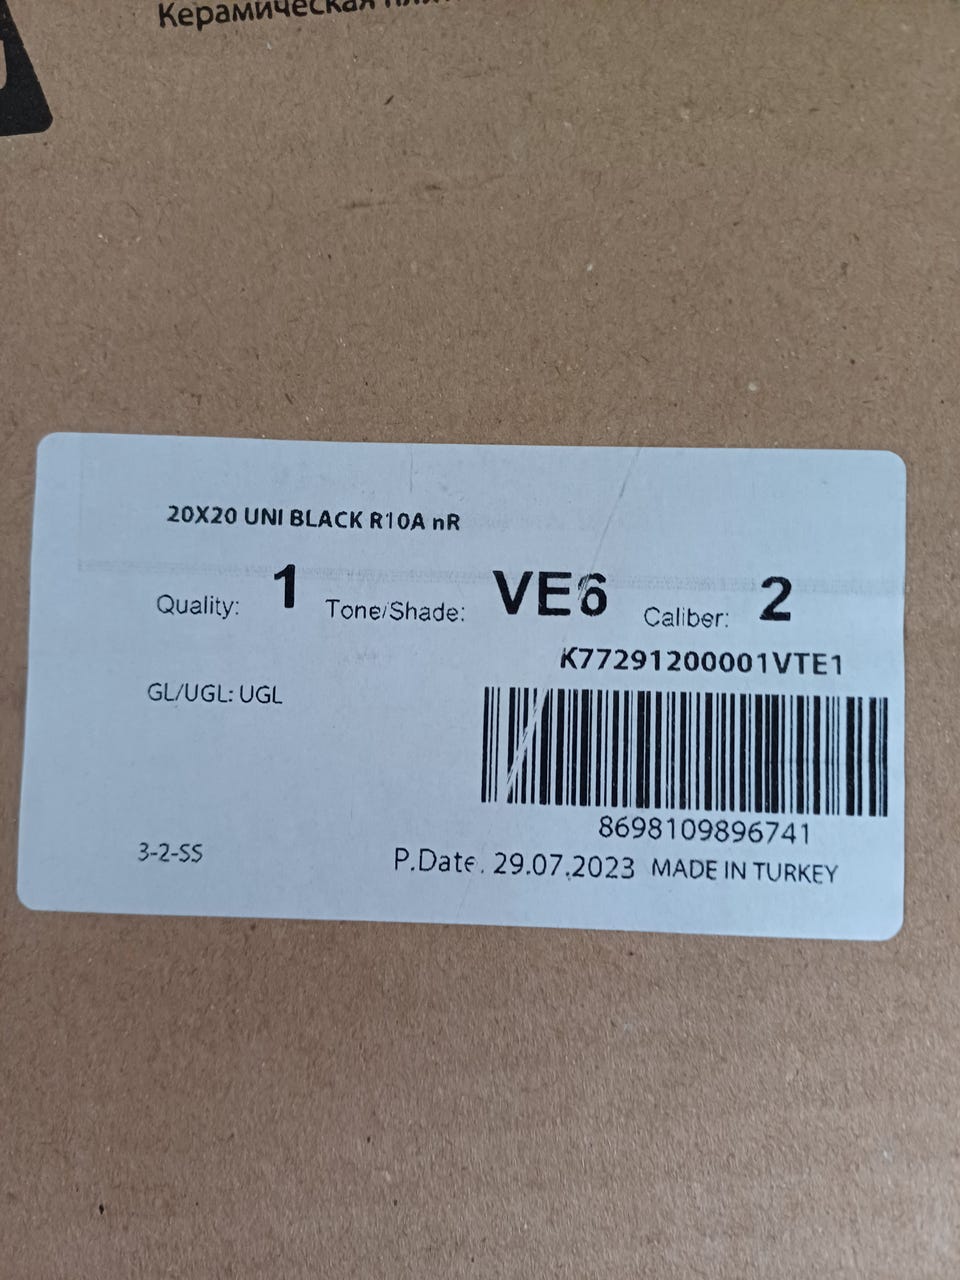 Керамическая
20X20 UNI BLACK R10A nR
Quality: 1 Tone/Shade: VE6 Caliber: 2
K77291200001VTE1
GL/UGL: UGL
8698109896741
3-2-SS
P.Date. 29.07.2023 MADE IN TURKEY